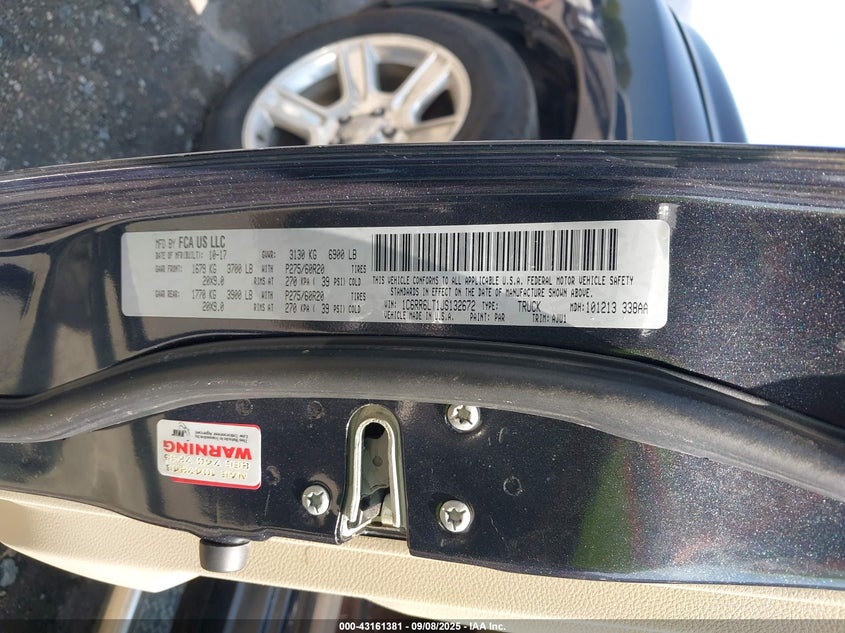 MFD BY FCA US LLC
DATE OF MFR(BUILT): 10-17 GVWR: 3130 KG 6900 LB
GAWR FRONT: 1679 KG 3700 LB WITH P275/60R20 TIRES
20X9.0 RIMS AT 270 KPA ( 39 PSI) COLD
GAWR REAR: 1770 KG 3900 LB WITH P275/60R20 TIRES
20X9.0 RIMS AT 270 KPA ( 39 PSI) COLD
THIS VEHICLE CONFORMS TO ALL APPLICABLE U.S.A. FEDERAL MOTOR VEHICLE SAFETY
STANDARDS IN EFFECT ON THE DATE OF MANUFACTURE SHOWN ABOVE.
VIN: 1C6RR6LT1JS132672 TYPE: TRUCK MDH:101213 338AA
VEHICLE MADE IN U.S.A. PAINT: PAR TRIM: AJU1
WARNING
000-43161381 - 09/08/2025 - IAA Inc.